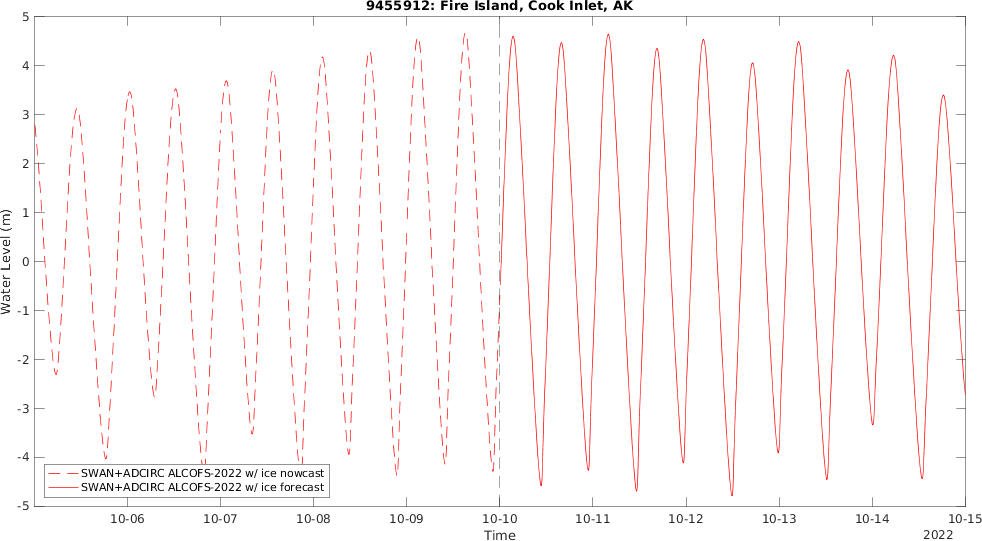 9455912: Fire Island, Cook Inlet, AK
5
4
3
2
1
0
-1
-2
-3
-4
-5
Water Level (m)
SWAN+ADCIRC ALCOFS-2022 w/ ice nowcast
SWAN+ADCIRC ALCOFS-2022 w/ ice forecast
10-06 10-07 10-08 10-09 10-10 10-11 10-12 10-13 10-14 10-15
Time
2022